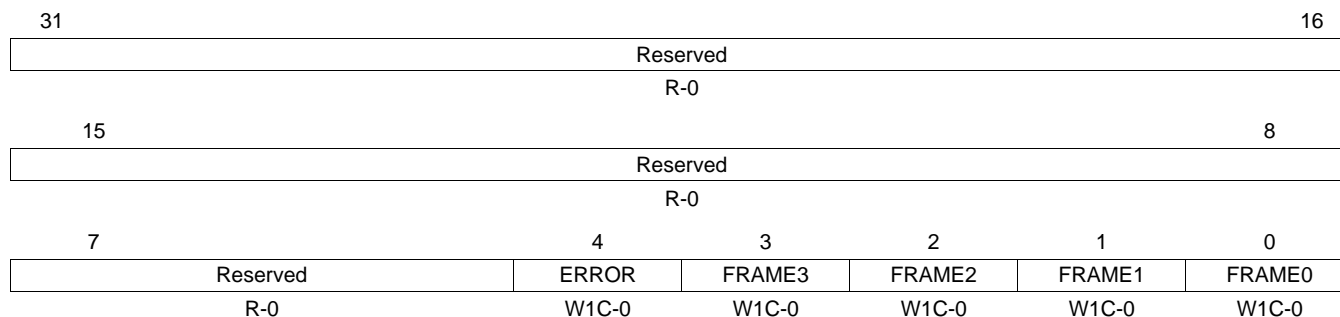 31 16
Reserved
R-0
15 8
Reserved
R-0
7 4 3 2 1 0
Reserved ERROR FRAME3 FRAME2 FRAME1 FRAME0
R-0 W1C-0 W1C-0 W1C-0 W1C-0 W1C-0